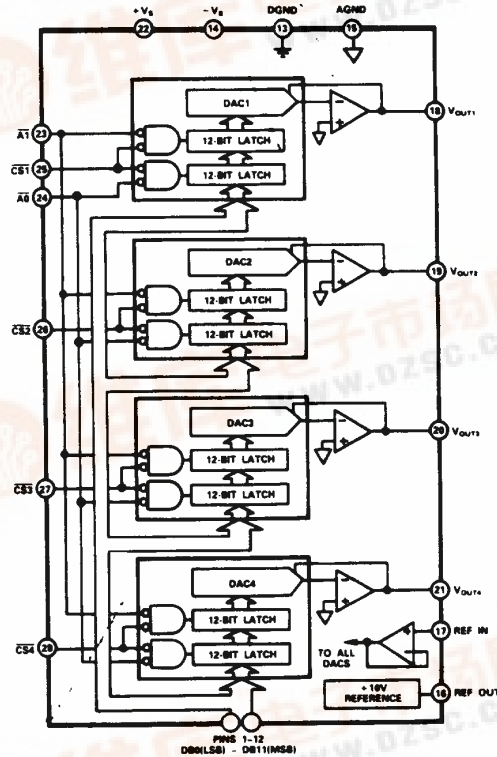 +VS -VS DGND AGND
22 14 13 15
DAC1
A1 23
12-BIT LATCH
18 VOUT1
CS1 25
12-BIT LATCH
A0 24
DAC2
19 VOUT2
12-BIT LATCH
CS2 26
12-BIT LATCH
DAC3
20 VOUT3
12-BIT LATCH
CS3 27
12-BIT LATCH
DAC4
21 VOUT4
12-BIT LATCH
17 REF IN
CS4 28
12-BIT LATCH
TO ALL
DACS
+10V
REFERENCE
16 REF OUT
PINS 1-12
DB0(LSB) - DB11(MSB)
WWW.DZSC.C